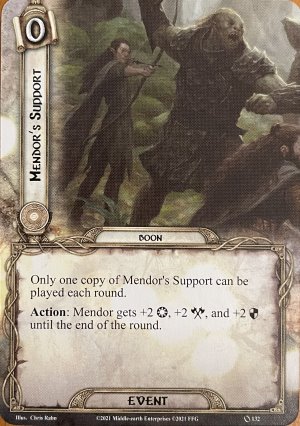 0
MENDOR'S SUPPORT
BOON
Only one copy of Mendor's Support can be
played each round.
Action: Mendor gets +2, +2, and +2
until the end of the round.
EVENT
Illus. Chris Rahn
©2021 Middle-earth Enterprises ©2021 FFG
132